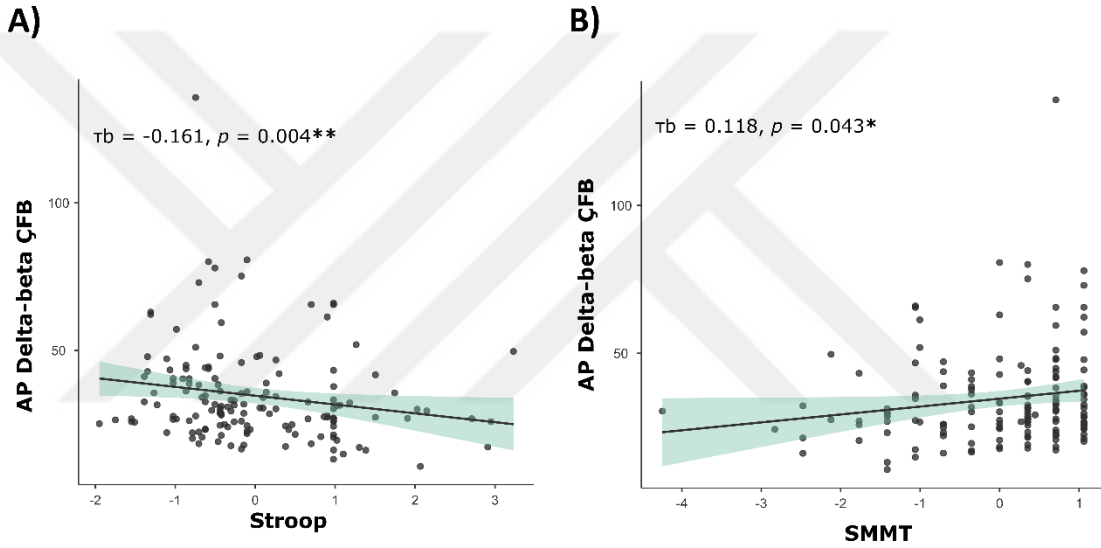 A)
τb = -0.161, p = 0.004**
AP Delta-beta ÇFB
100
50
-2 -1 0 1 2 3
Stroop
B)
τb = 0.118, p = 0.043*
AP Delta-beta ÇFB
100
50
-4 -3 -2 -1 0 1
SMMT